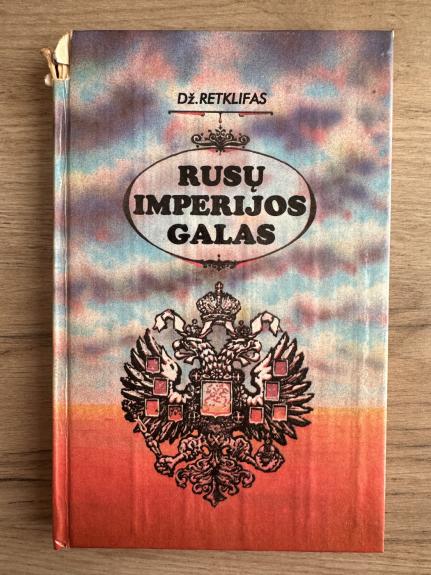 Dž.RETKLIFAS
RUSŲ
IMPERIJOS
GALAS